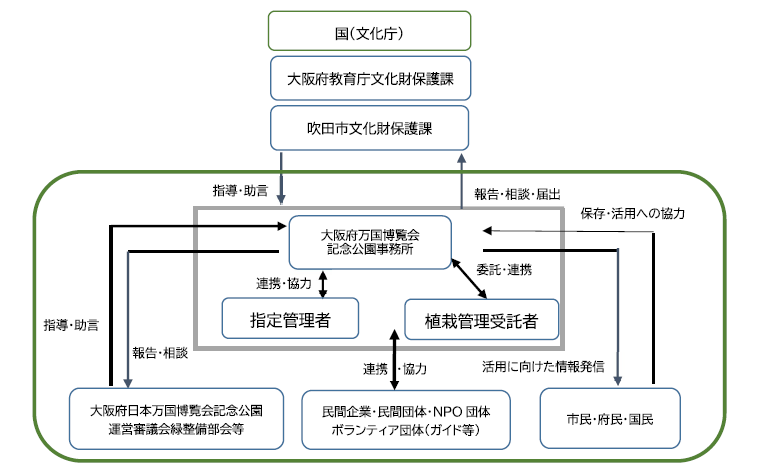 国（文化庁）
大阪府教育庁文化財保護課
吹田市文化財保護課
指導・助言
報告・相談・届出
保存・活用への協力
大阪府万国博覧会
記念公園事務所
連携・協力
委託・連携
指定管理者
植栽管理受託者
指導・助言
報告・相談
連携・協力
活用に向けた情報発信
大阪府日本万国博覧会記念公園
運営審議会緑整備部会等
民間企業・民間団体・NPO団体
ボランティア団体（ガイド等）
市民・府民・国民